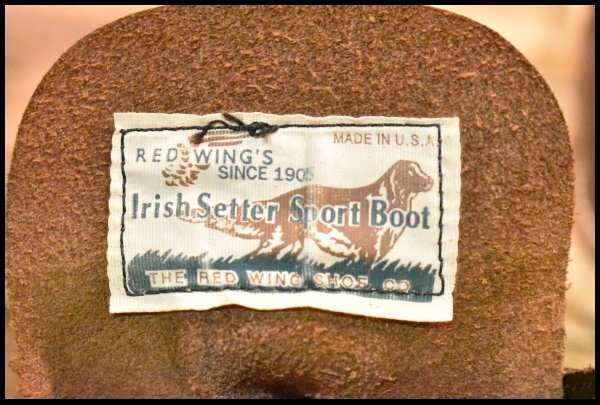 MADE IN U.S.A.
RED WING'S
SINCE 1905
Irish Setter Sport Boot
THE RED WING SHOE CO.